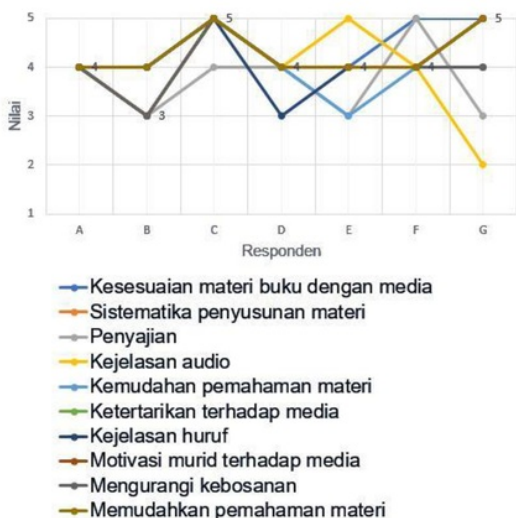 5
5
5
4
4
4
4
4
Nilai
3
3
2
1
A B C D E F G
Responden
Kesesuaian materi buku dengan media
Sistematika penyusunan materi
Penyajian
Kejelasan audio
Kemudahan pemahaman materi
Ketertarikan terhadap media
Kejelasan huruf
Motivasi murid terhadap media
Mengurangi kebosanan
Memudahkan pemahaman materi